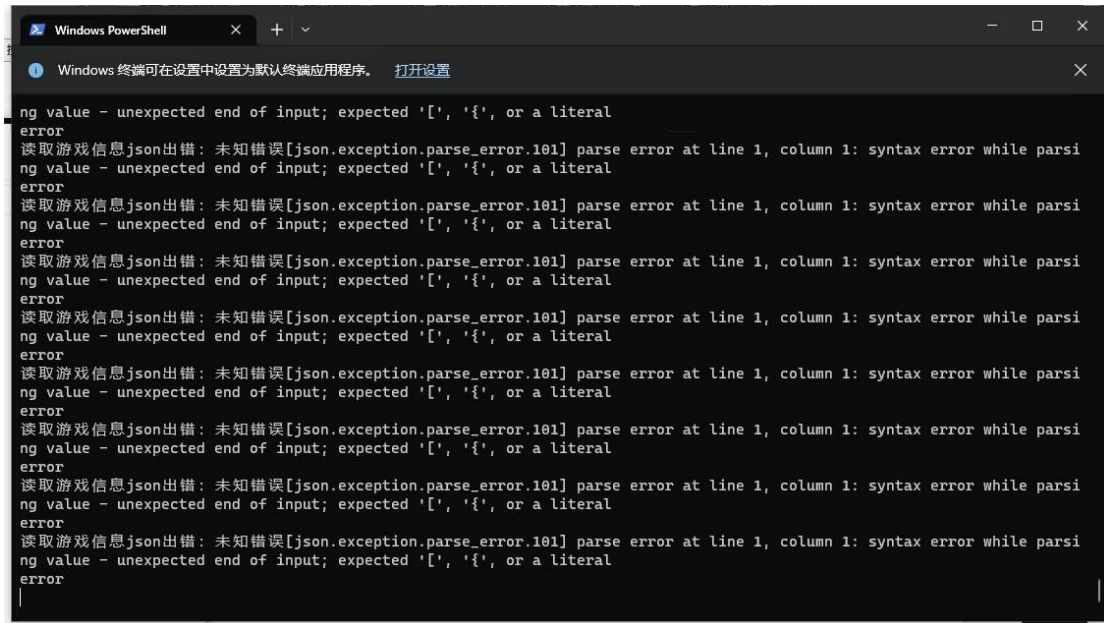 Windows PowerShell
Windows 终端可在设置中设置为默认终端应用程序。 打开设置
ng value - unexpected end of input; expected '[', '{', or a literal
error
读取游戏信息json出错: 未知错误[json.exception.parse_error.101] parse error at line 1, column 1: syntax error while parsi
ng value - unexpected end of input; expected '[', '{', or a literal
error
读取游戏信息json出错: 未知错误[json.exception.parse_error.101] parse error at line 1, column 1: syntax error while parsi
ng value - unexpected end of input; expected '[', '{', or a literal
error
读取游戏信息json出错: 未知错误[json.exception.parse_error.101] parse error at line 1, column 1: syntax error while parsi
ng value - unexpected end of input; expected '[', '{', or a literal
error
读取游戏信息json出错: 未知错误[json.exception.parse_error.101] parse error at line 1, column 1: syntax error while parsi
ng value - unexpected end of input; expected '[', '{', or a literal
error
读取游戏信息json出错: 未知错误[json.exception.parse_error.101] parse error at line 1, column 1: syntax error while parsi
ng value - unexpected end of input; expected '[', '{', or a literal
error
读取游戏信息json出错: 未知错误[json.exception.parse_error.101] parse error at line 1, column 1: syntax error while parsi
ng value - unexpected end of input; expected '[', '{', or a literal
error
读取游戏信息json出错: 未知错误[json.exception.parse_error.101] parse error at line 1, column 1: syntax error while parsi
ng value - unexpected end of input; expected '[', '{', or a literal
error
读取游戏信息json出错: 未知错误[json.exception.parse_error.101] parse error at line 1, column 1: syntax error while parsi
ng value - unexpected end of input; expected '[', '{', or a literal
error